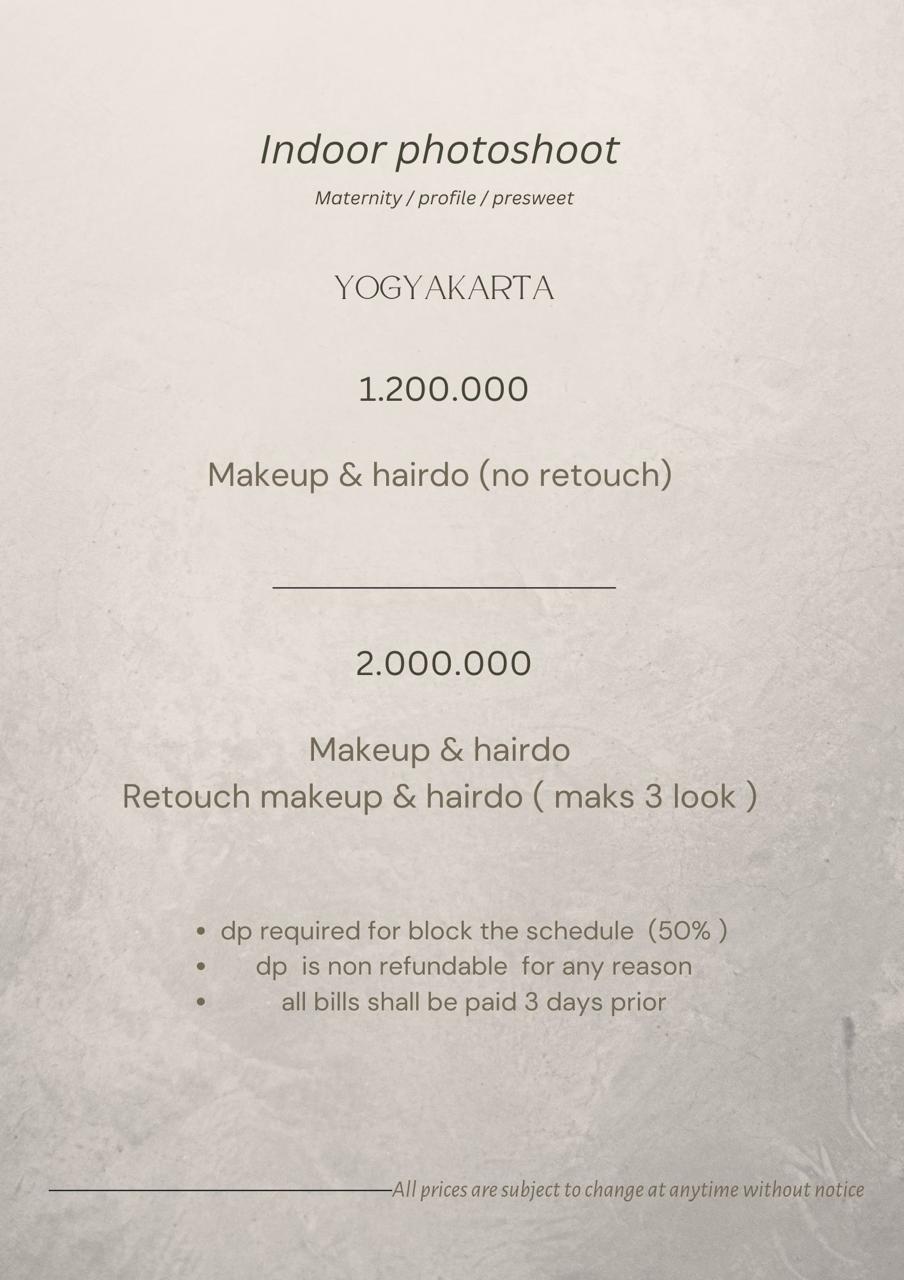 Indoor photoshoot
Maternity / profile / presweet
YOGYAKARTA
1.200.000
Makeup & hairdo (no retouch)
2.000.000
Makeup & hairdo
Retouch makeup & hairdo ( maks 3 look )
• dp required for block the schedule  (50% )
• dp  is non refundable  for any reason
• all bills shall be paid 3 days prior
All prices are subject to change at anytime without notice